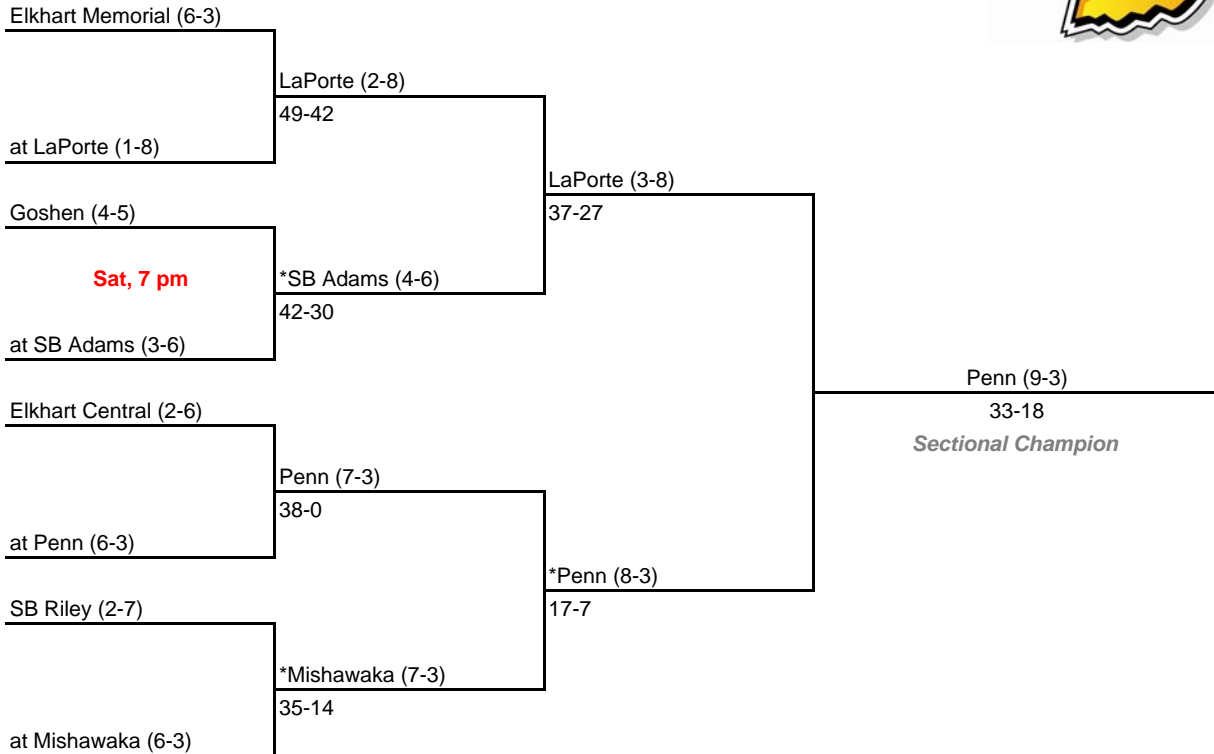 Elkhart Memorial (6-3)
LaPorte (2-8)
49-42
at LaPorte (1-8)
LaPorte (3-8)
37-27
Goshen (4-5)
Sat, 7 pm
*SB Adams (4-6)
42-30
at SB Adams (3-6)
Penn (9-3)
33-18
Sectional Champion
Elkhart Central (2-6)
Penn (7-3)
38-0
at Penn (6-3)
*Penn (8-3)
17-7
SB Riley (2-7)
*Mishawaka (7-3)
35-14
at Mishawaka (6-3)